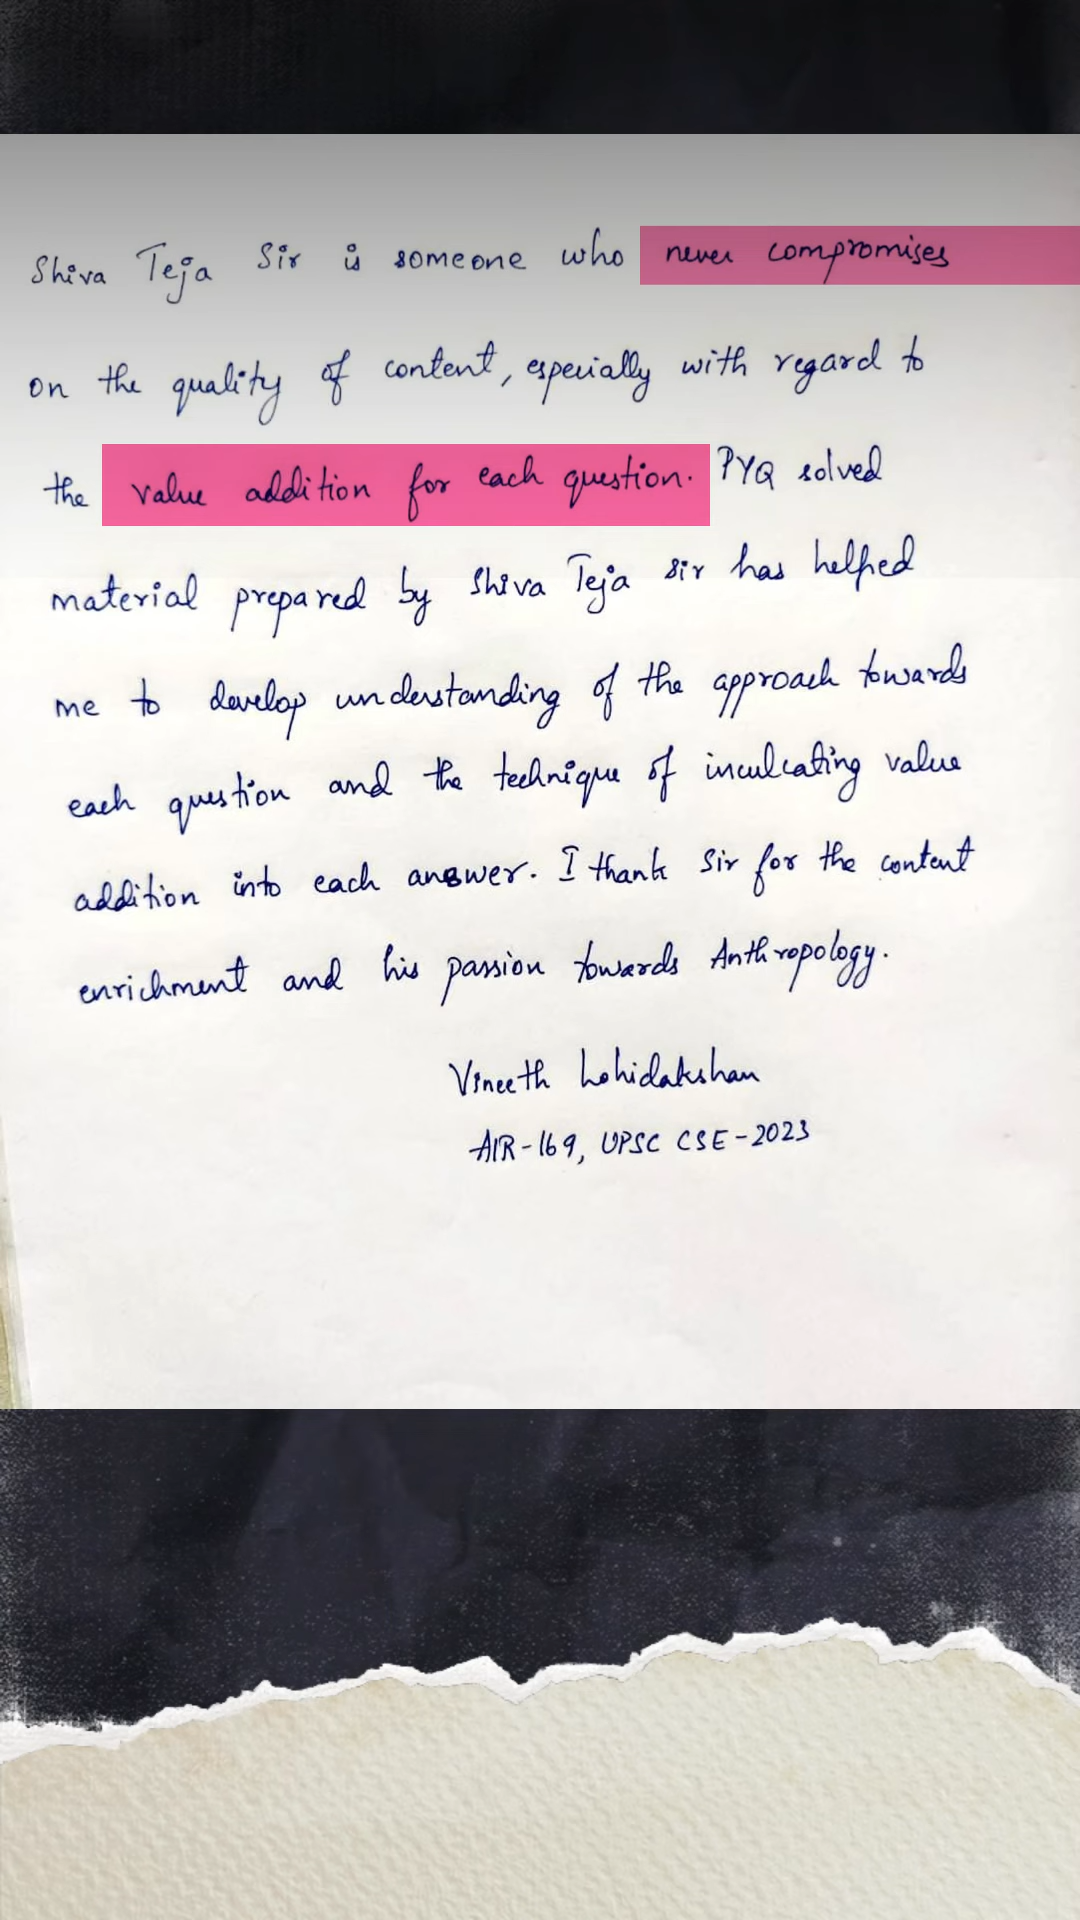 Shiva Teja Sir is someone who never compromises
on the quality of content, especially with regard to
the value addition for each question. PYQ solved
material prepared by Shiva Teja sir has helped
me to develop understanding of the approach towards
each question and the technique of inculcating value
addition into each answer. I thank Sir for the content
enrichment and his passion towards Anthropology.
Vineeth Lohidakshan
AIR-169, UPSC CSE-2023